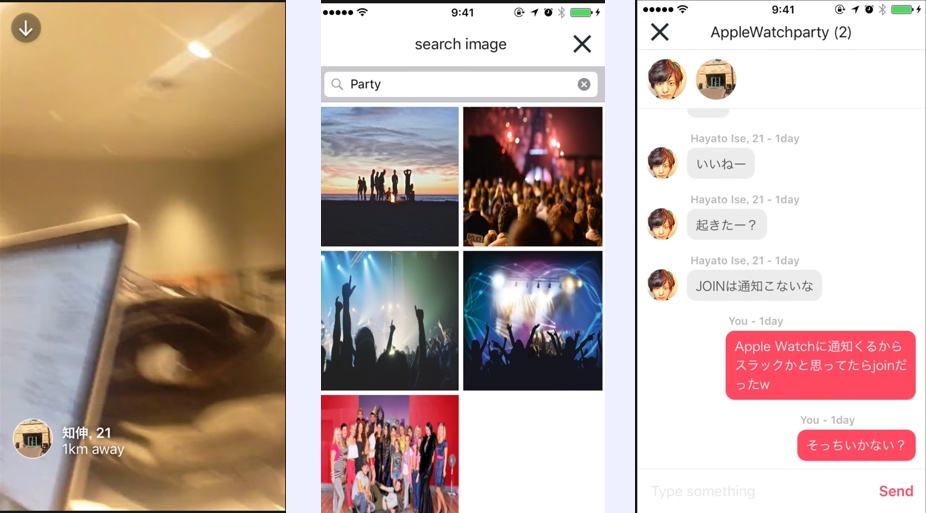 知伸, 21
1km away
9:41
search image
Party
9:41
AppleWatchparty (2)
Hayato Ise, 21 - 1day
いいねー
Hayato Ise, 21 - 1day
起きたー？
Hayato Ise, 21 - 1day
JOINは通知こないな
You - 1day
Apple Watchに通知くるから
スラックかと思ってたらjoinだ
ったw
You - 1day
そっちいかない？
Type something
Send